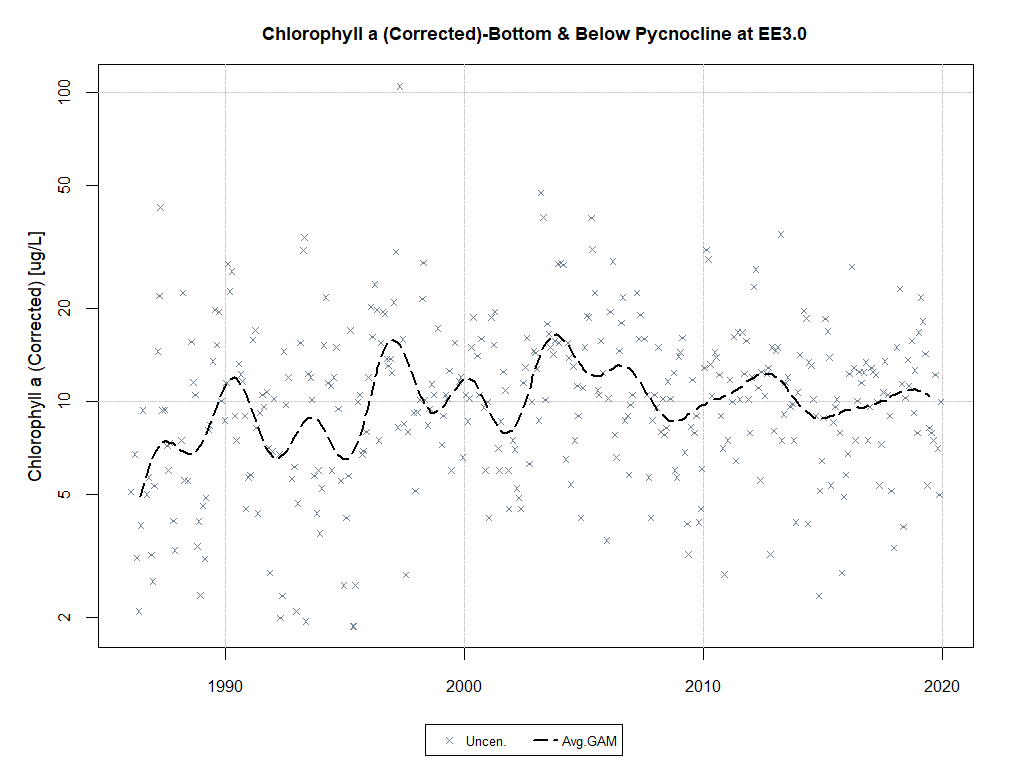 Chlorophyll a (Corrected)-Bottom & Below Pycnocline at EE3.0
Chlorophyll a (Corrected) [ug/L]
100
50
20
10
5
2
1990 2000 2010 2020
Uncen. Avg.GAM